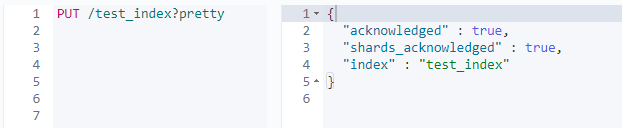 1 PUT /test_index?pretty
2
3
4
5
6
7
1 {
2 "acknowledged" : true,
3 "shards_acknowledged" : true,
4 "index" : "test_index"
5 }
6